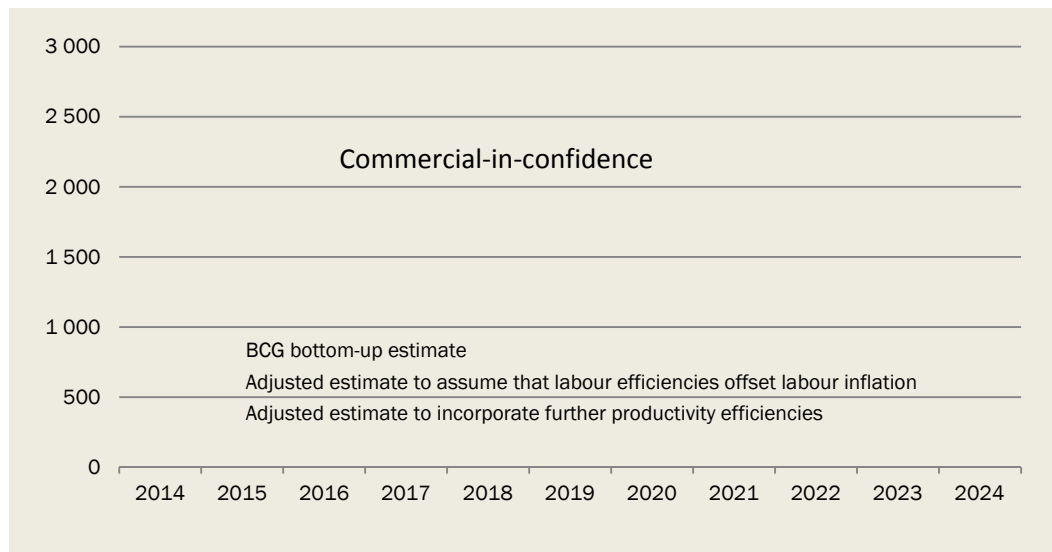 3 000
2 500
Commercial-in-confidence
2 000
1 500
1 000
BCG bottom-up estimate
Adjusted estimate to assume that labour efficiencies offset labour inflation
500
Adjusted estimate to incorporate further productivity efficiencies
0
2014 2015 2016 2017 2018 2019 2020 2021 2022 2023 2024